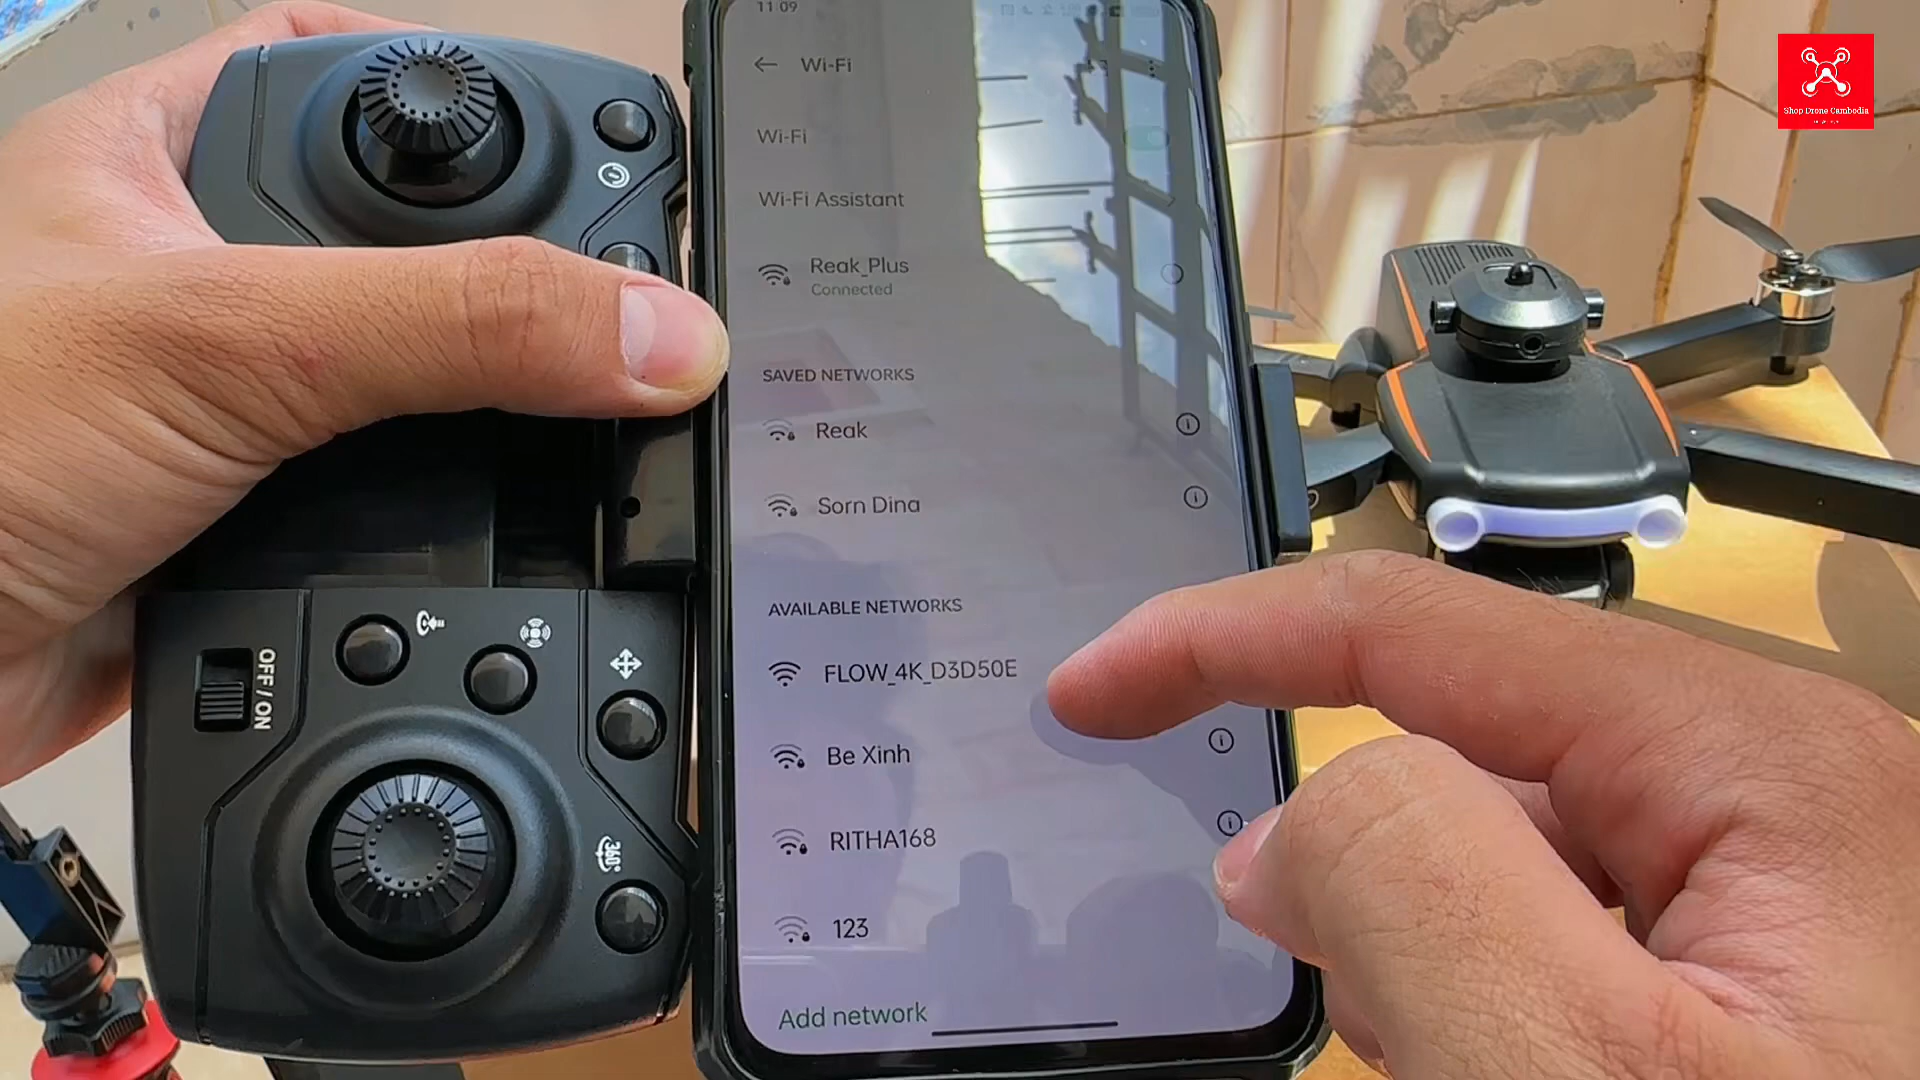 11:09
Wi-Fi
Wi-Fi
Wi-Fi Assistant
Reak_Plus
Connected
SAVED NETWORKS
Reak
Sorn Dina
AVAILABLE NETWORKS
FLOW_4K_D3D50E
Be Xinh
RITHA168
123
Add network
OFF / ON
360°
Shop Drone Cambodia